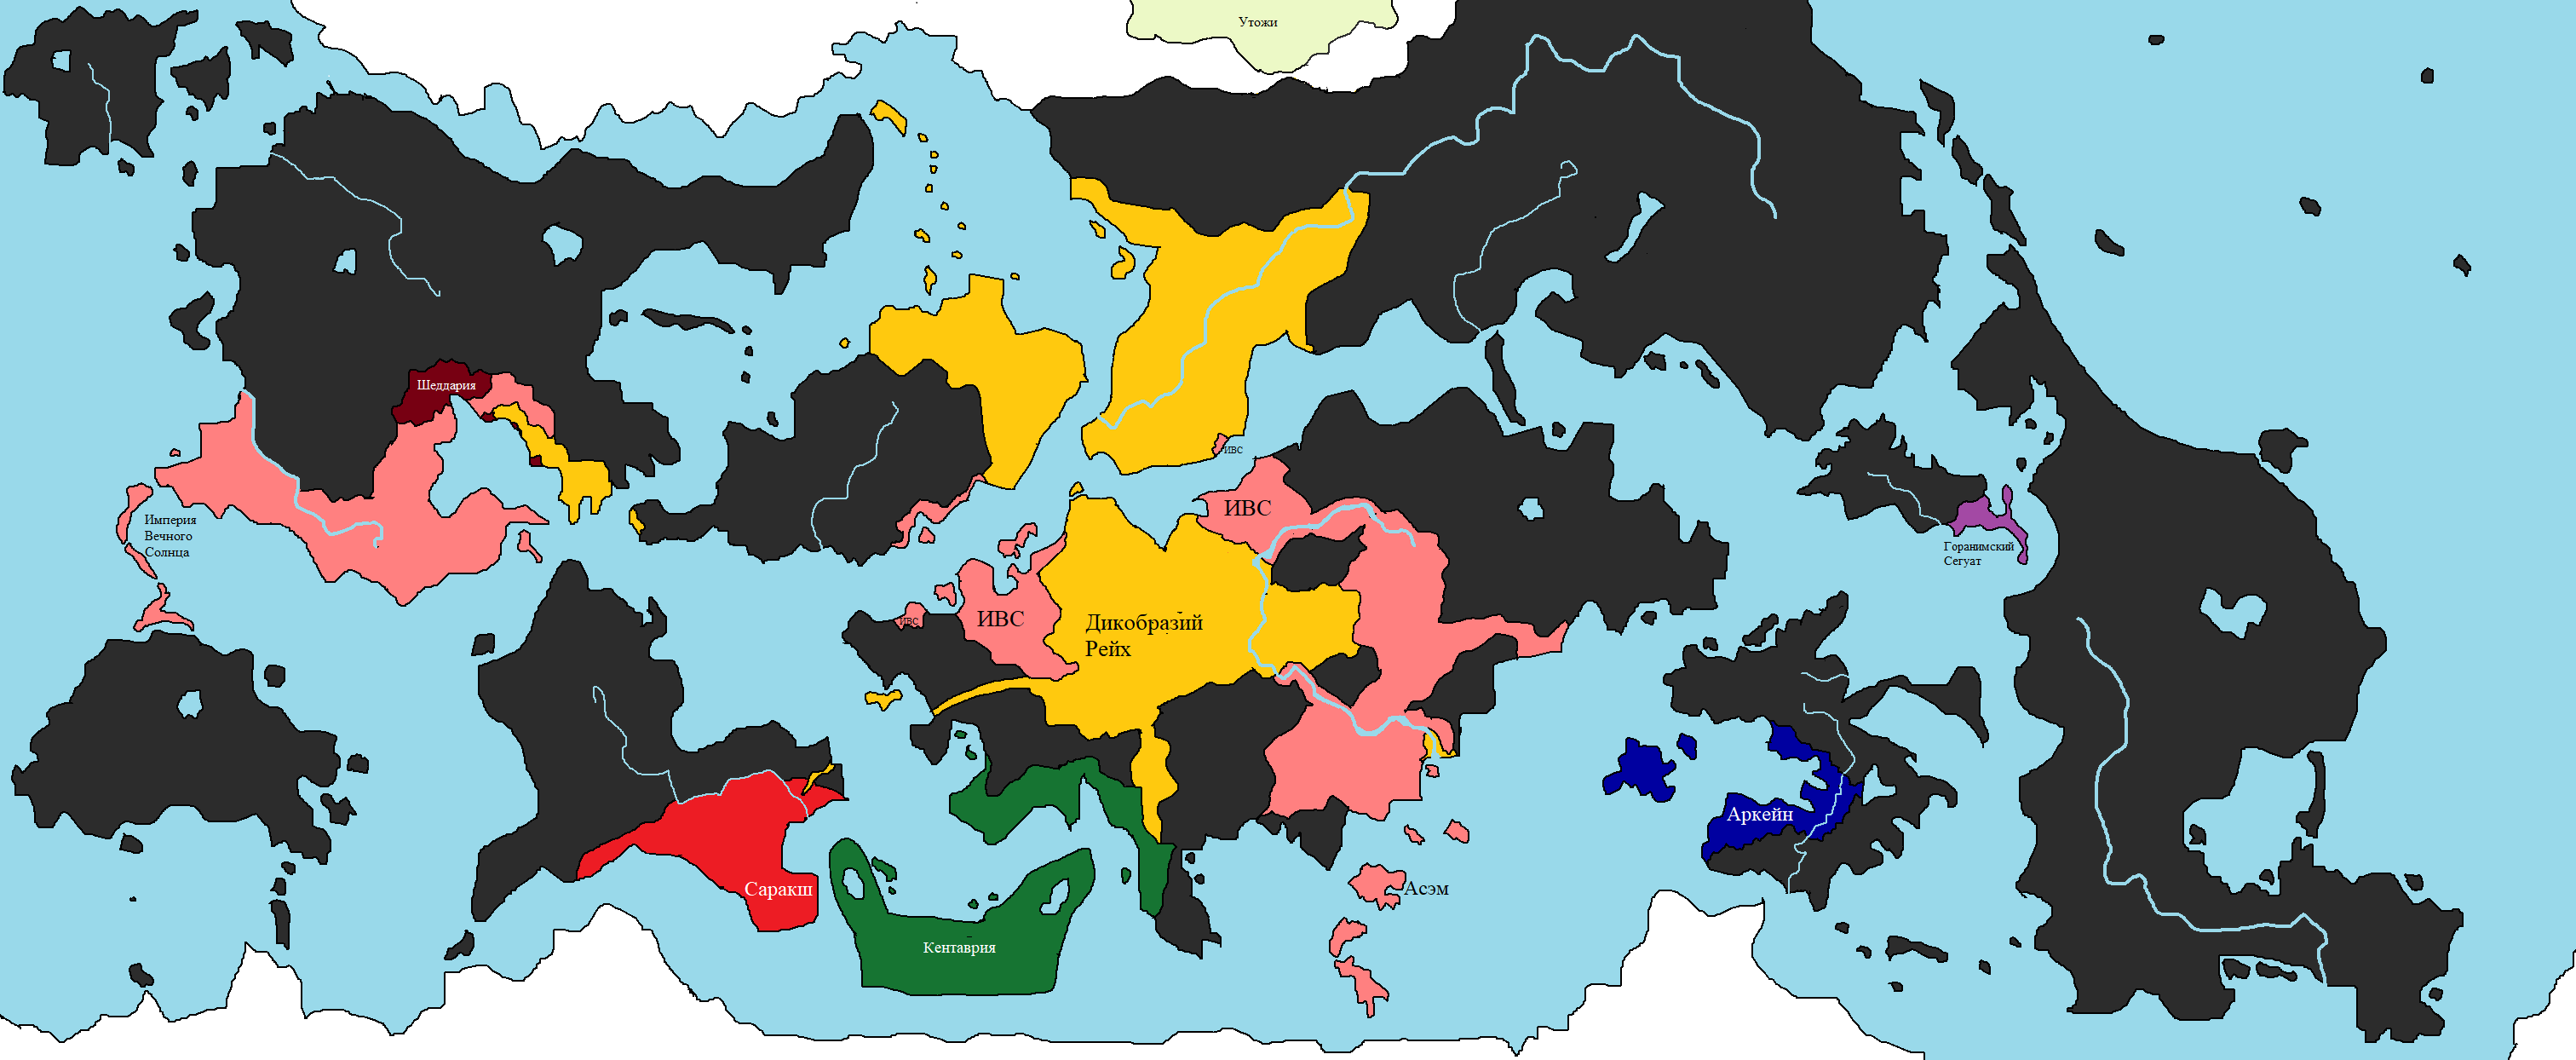 Утожи
Шеддария
ИВС
ИВС
Империя
Вечного
Солнца
Горанимский
Сегуат
ИВС
ИВС
Дикобразий
Рейх
Аркейн
Саракш
Асэм
Кентаврия